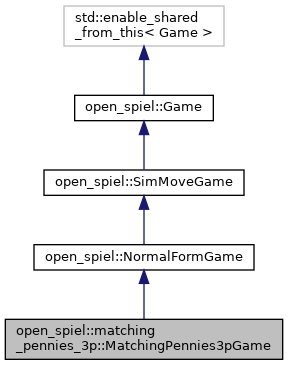 std::enable_shared
_from_this< Game >
open_spiel::Game
open_spiel::SimMoveGame
open_spiel::NormalFormGame
open_spiel::matching
_pennies_3p::MatchingPennies3pGame